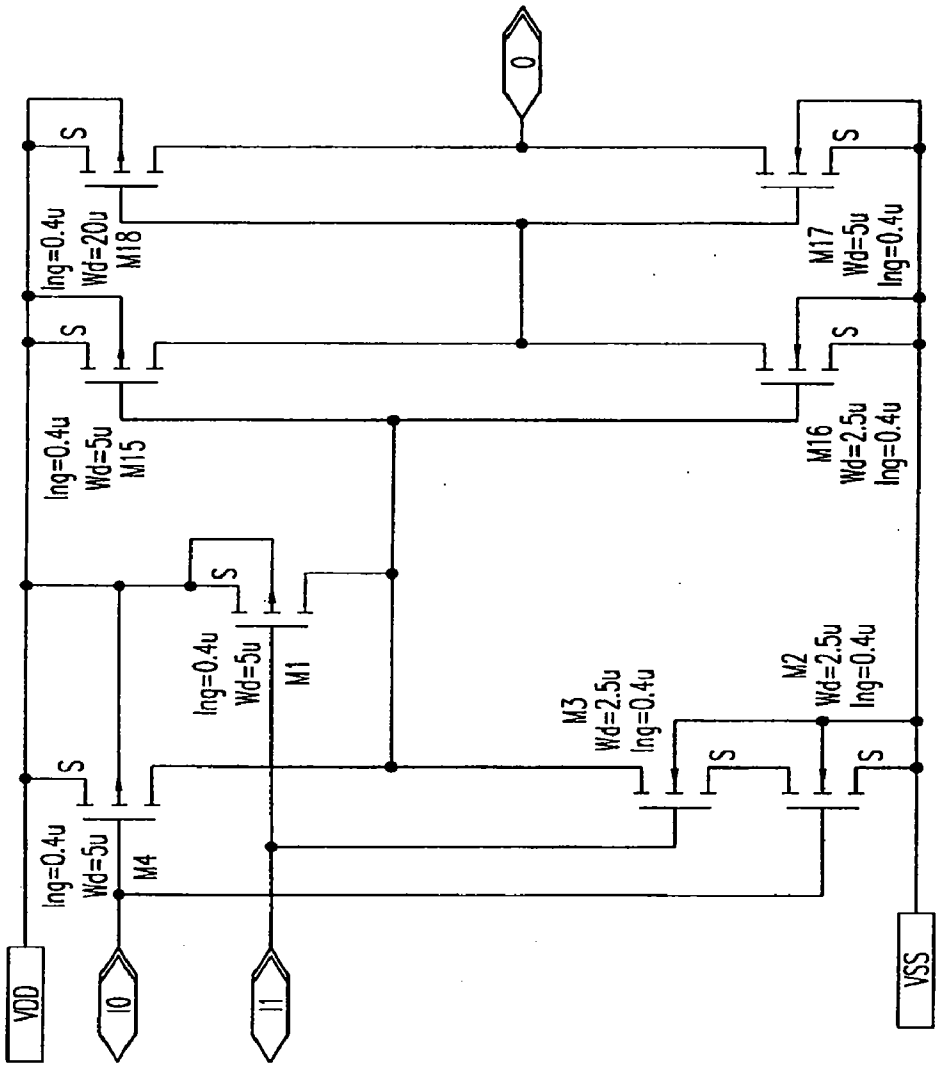 VDD
I0
I1
VSS
lng=0.4u
Wd=5u
M4
S
lng=0.4u
Wd=5u
M1
S
M3
Wd=2.5u
lng=0.4u
S
M2
Wd=2.5u
lng=0.4u
S
lng=0.4u
Wd=5u
M15
S
M16
Wd=2.5u
lng=0.4u
S
lng=0.4u
Wd=20u
M18
S
M17
Wd=5u
lng=0.4u
S
O